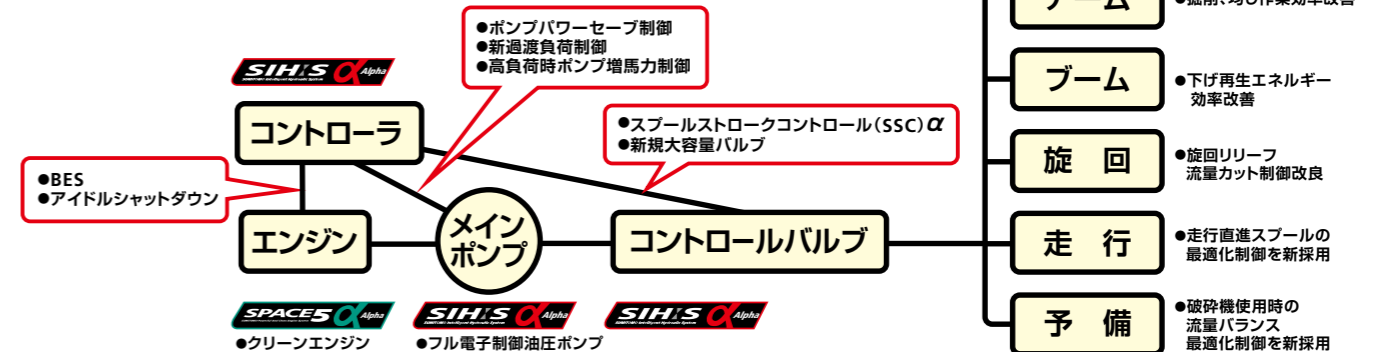 アーム
●掘削、均し作業効率改善
●ポンプパワーセーブ制御
●新過渡負荷制御
●高負荷時ポンプ増馬力制御
SIH:S α Alpha
コントローラ
●スプールストロークコントロール（SSC）α
●新規大容量バルブ
ブーム
●下げ再生エネルギー
効率改善
●BES
●アイドルシャットダウン
旋 回
●旋回リリーフ
流量カット制御改良
エンジン
メイン
ポンプ
コントロールバルブ
走 行
●走行直進スプールの
最適化制御を新採用
SPACE5 α Alpha
●クリーンエンジン
SIH:S α Alpha
●フル電子制御油圧ポンプ
SIH:S α Alpha
予 備
●破砕機使用時の
流量バランス
最適化制御を新採用